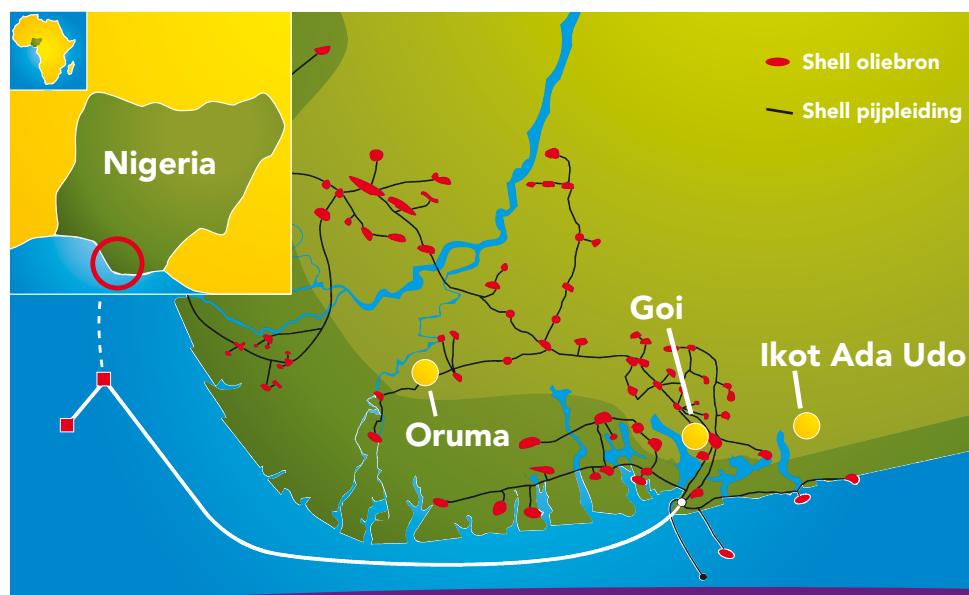 Nigeria
Shell oliebron
Shell pijpleiding
Goi
Ikot Ada Udo
Oruma